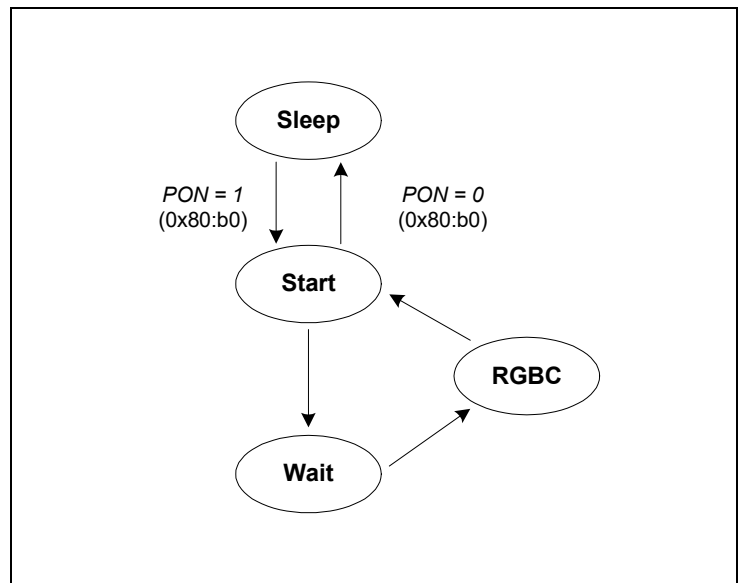 Sleep
PON = 1
(0x80:b0)
PON = 0
(0x80:b0)
Start
RGBC
Wait